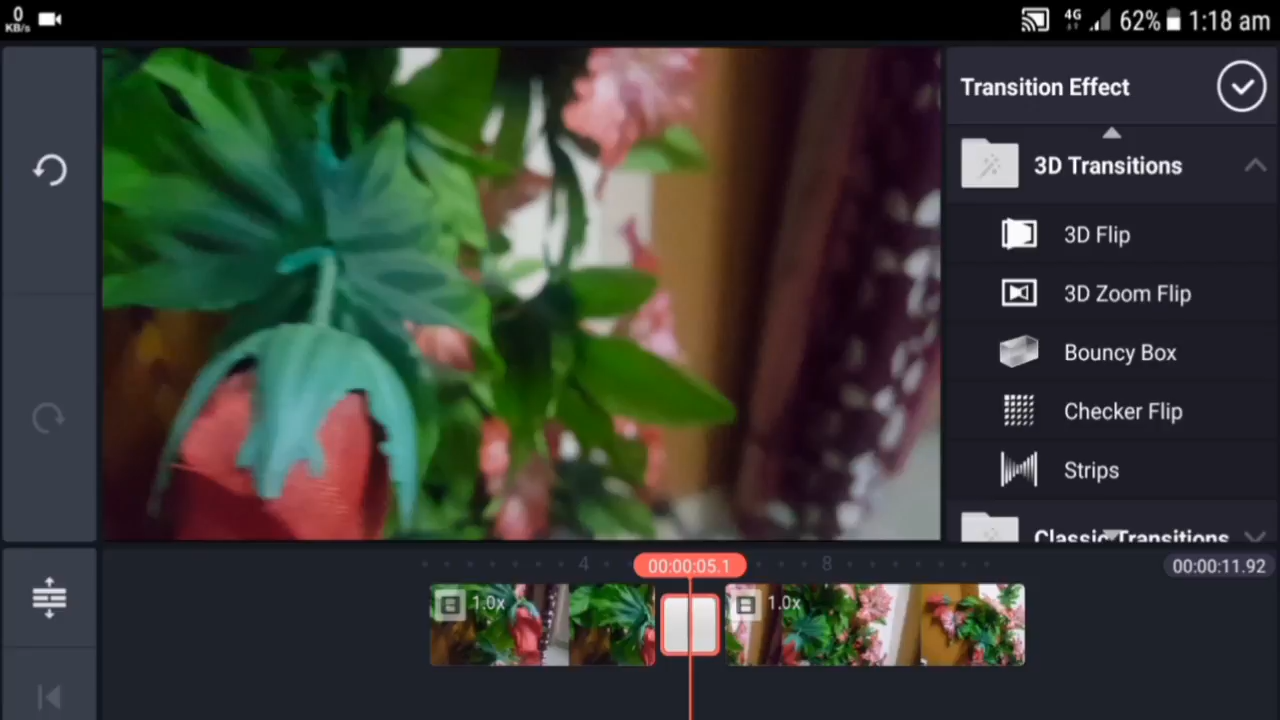 0
KB/s
4G 62% 1:18 am
Transition Effect
3D Transitions
3D Flip
3D Zoom Flip
Bouncy Box
Checker Flip
Strips
Classic Transitions
4
00:00:05.1
8
00:00:11.92
1.0x
1.0x